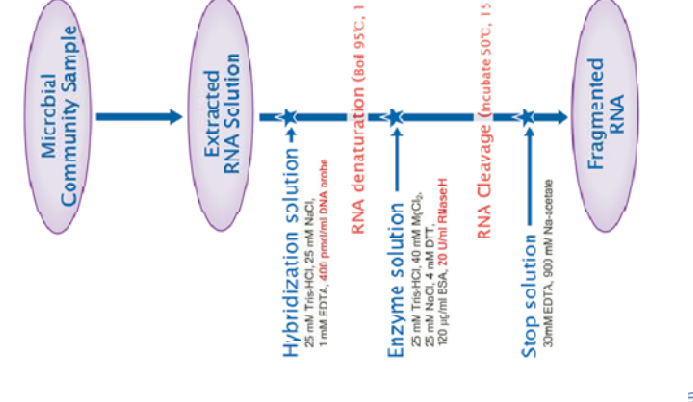 Microbial
Community Sample
Extracted
RNA Solution
Hybridization solution
25 mM Tris-HCl, 25 mM NaCl,
1 mM EDTA, 400 pmol/ml DNA probe
RNA denaturation (Boil 95°C, 1
Enzyme solution
25 mM Tris-HCl, 40 mM MgCl₂,
25 mM NaCl, 4 mM DTT,
120 µg/ml BSA, 20 U/ml RNaseH
RNA Cleavage (Incubate 50°C, 15
Stop solution
30mM EDTA, 900 mM Na-acetate
Fragmented
RNA